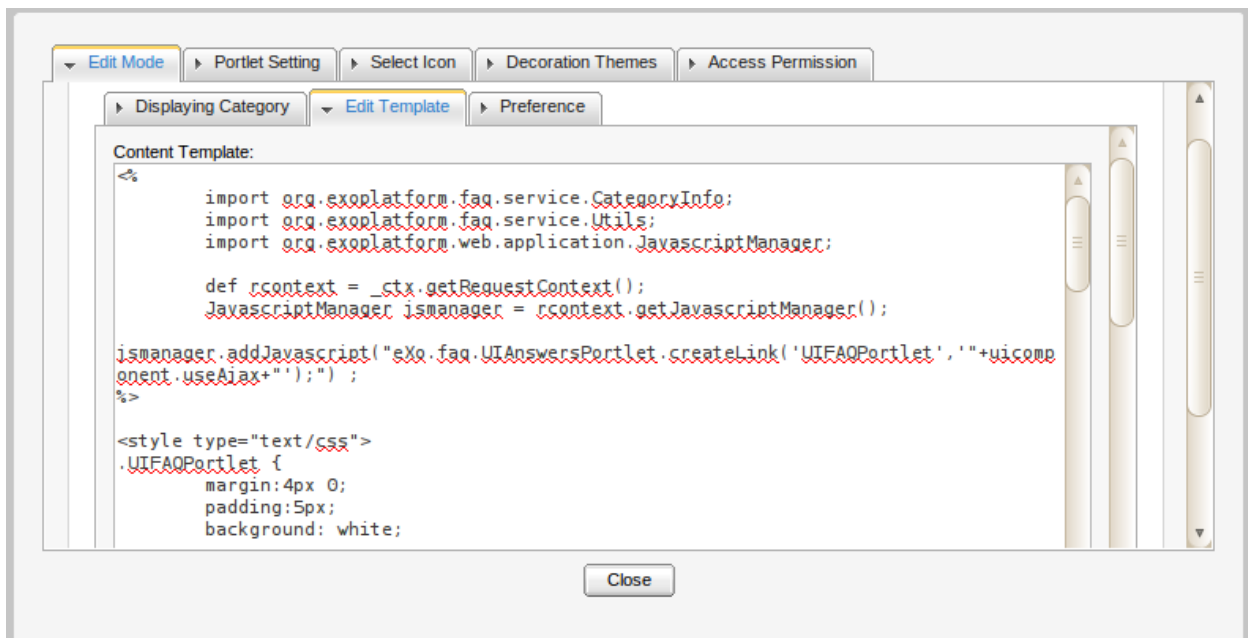 Edit Mode Portlet Setting Select Icon Decoration Themes Access Permission
Displaying Category Edit Template Preference
Content Template:
<%
import org.exoplatform.faq.service.CategoryInfo;
import org.exoplatform.faq.service.Utils;
import org.exoplatform.web.application.JavascriptManager;
def rcontext = _ctx.getRequestContext();
JavascriptManager jsmanager = rcontext.getJavascriptManager();
jsmanager.addJavascript("eXo.faq.UIAnswersPortlet.createLink('UIFAQPortlet','"+uicomp
onent.useAjax+"');") ;
%>
<style type="text/css">
.UIFAQPortlet {
margin:4px 0;
padding:5px;
background: white;
Close